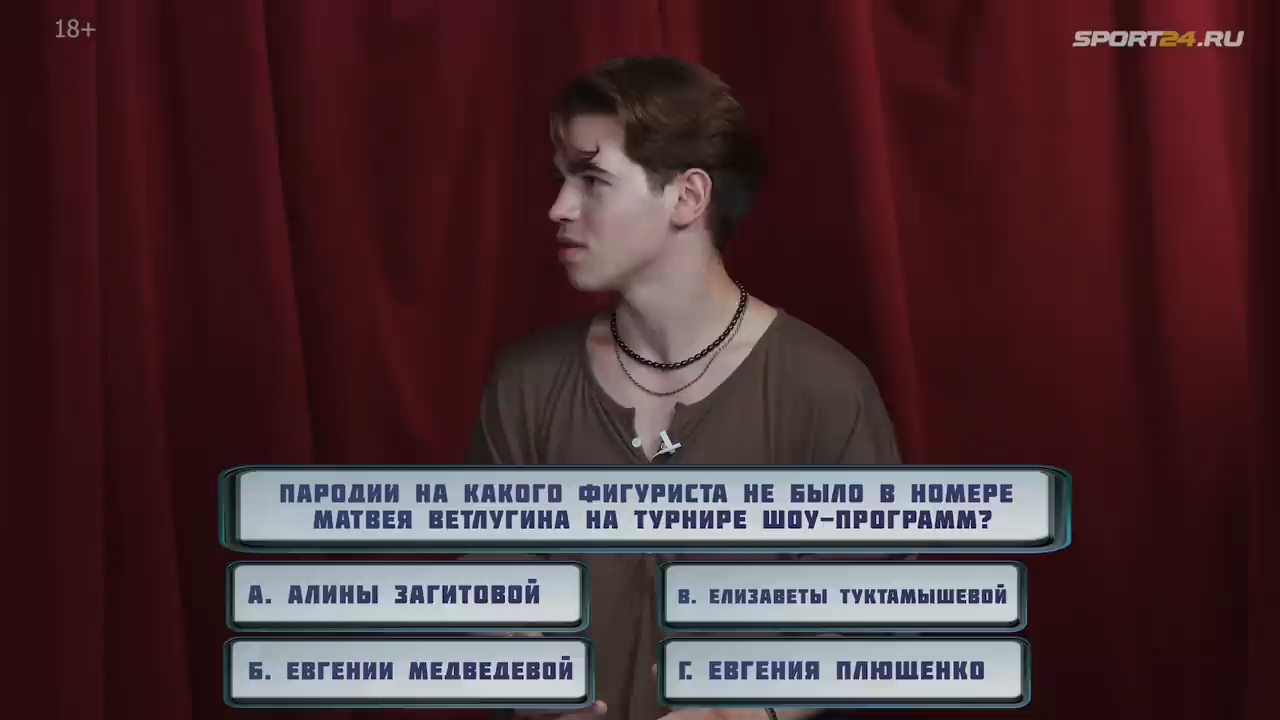 18+
SPORT24.RU
ПАРОДИИ НА КАКОГО ФИГУРИСТА НЕ БЫЛО В НОМЕРЕ
МАТВЕЯ ВЕТЛУГИНА НА ТУРНИРЕ ШОУ-ПРОГРАММ?
А. АЛИНЫ ЗАГИТОВОЙ
В. ЕЛИЗАВЕТЫ ТУКТАМЫШЕВОЙ
Б. ЕВГЕНИИ МЕДВЕДЕВОЙ
Г. ЕВГЕНИЯ ПЛЮЩЕНКО